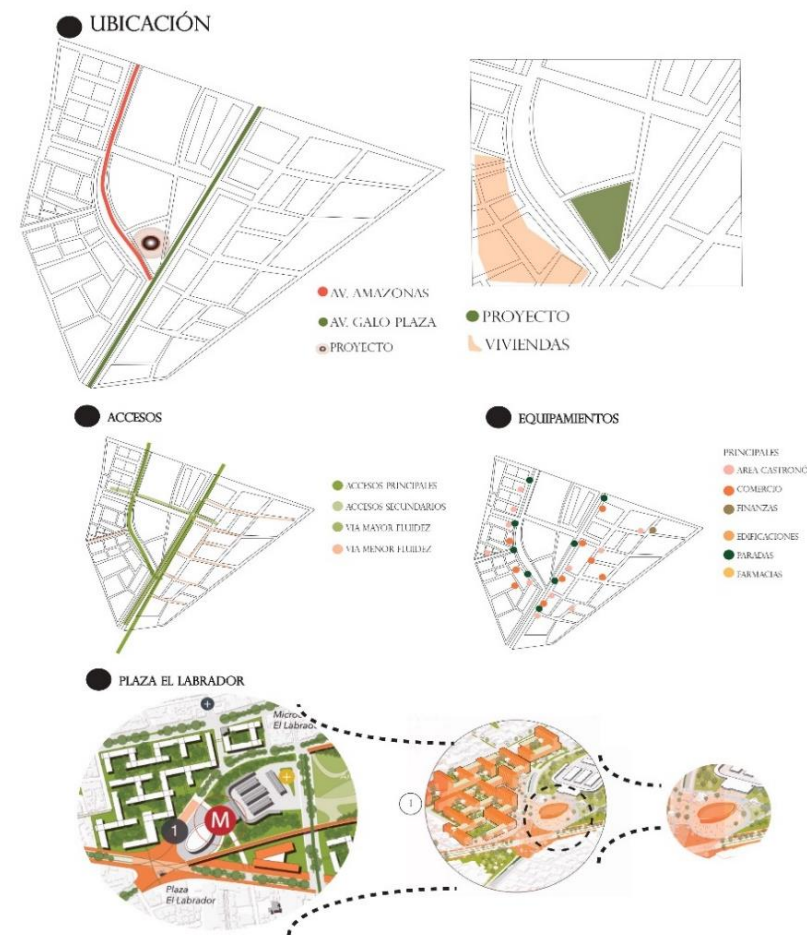 UBICACIÓN
AV. AMAZONAS
AV. GALO PLAZA
PROYECTO
PROYECTO
VIVIENDAS
ACCESOS
ACCESOS PRINCIPALES
ACCESOS SECUNDARIOS
VIA MAYOR FLUIDEZ
VIA MENOR FLUIDEZ
EQUIPAMIENTOS
PRINCIPALES
AREA GASTRONÓ
COMERCIO
FINANZAS
EDIFICACIONES
PARADAS
FARMACIAS
PLAZA EL LABRADOR
El Labrado
1
M
Plaza
El Labrador
1